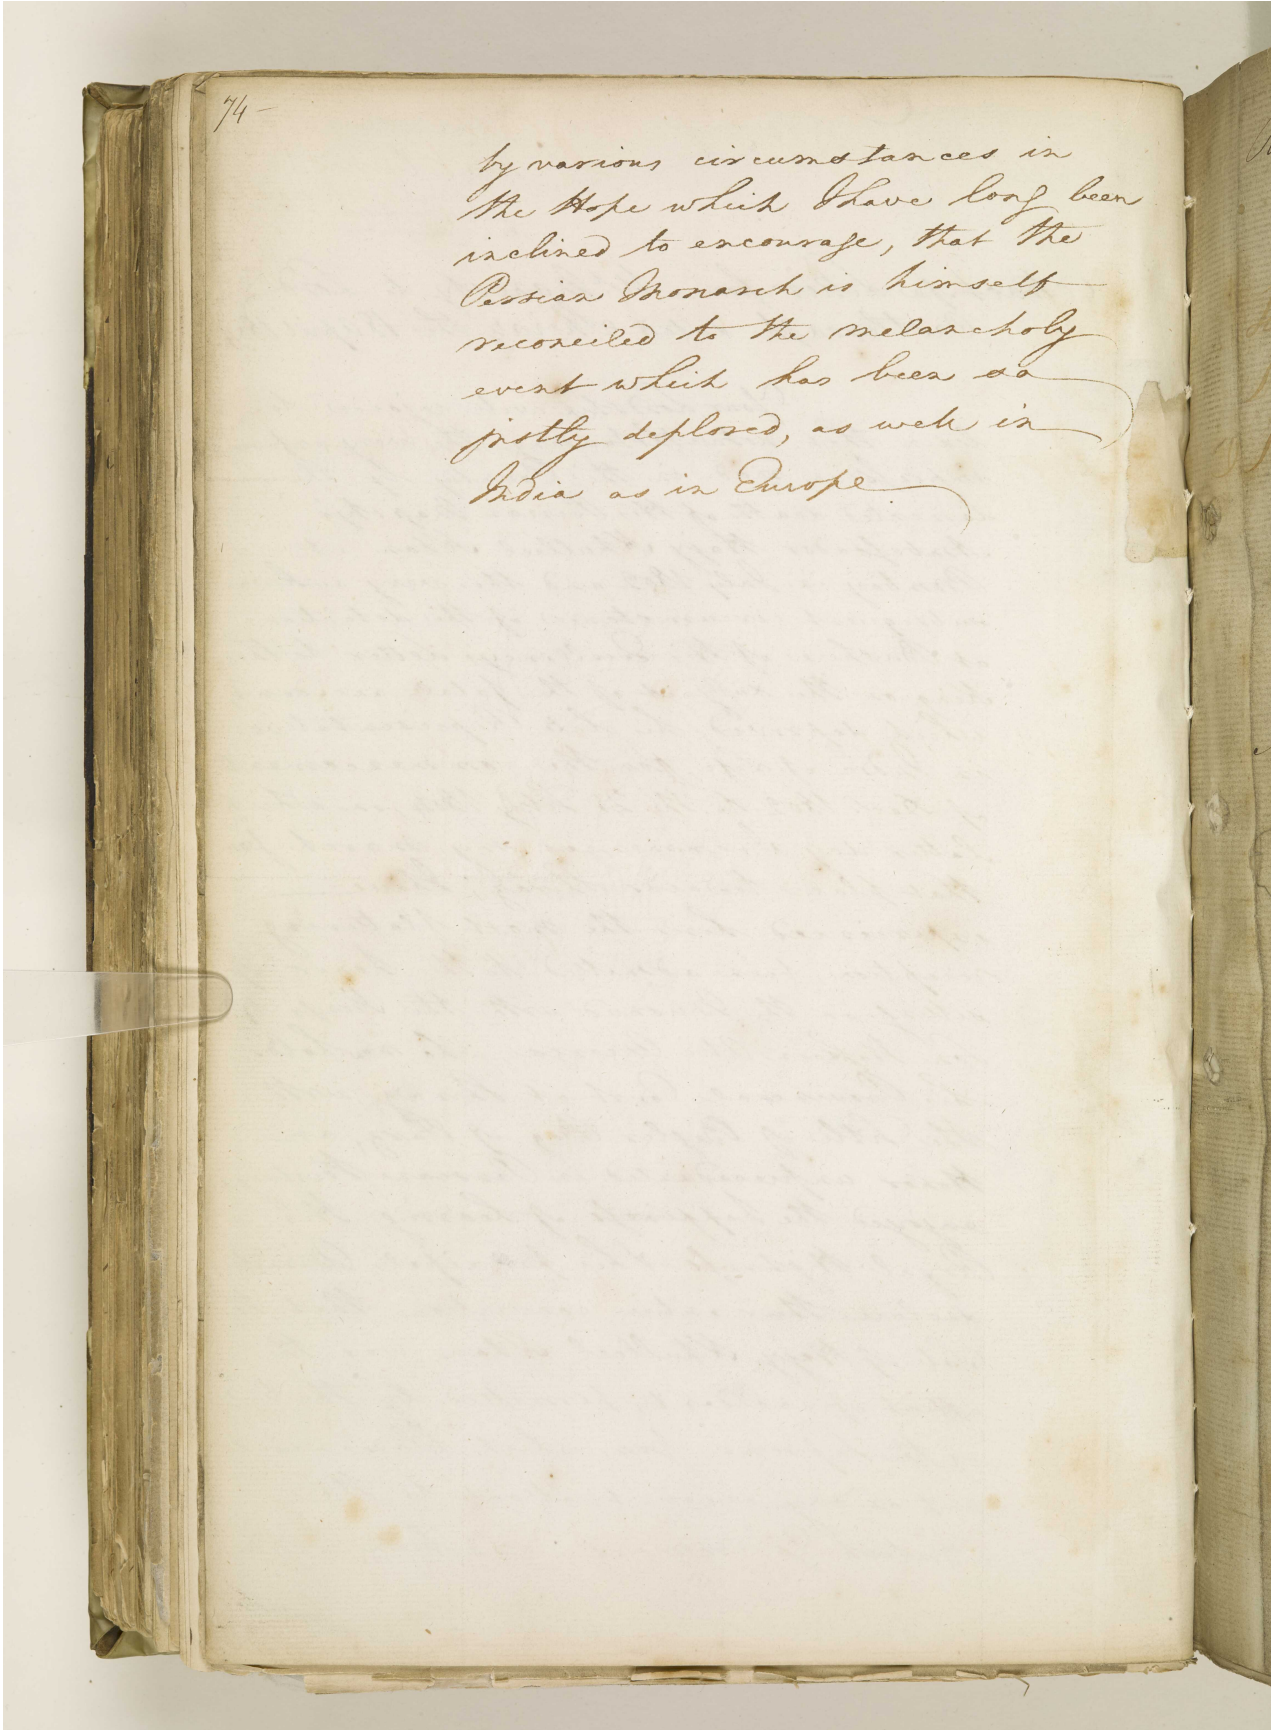 74
by various circumstances in
the Hope which I have long been
inclined to encourage, that the
Persian Monarch is himself
reconciled to the melancholy
event which has been so
justly deplored, as well in
India as in Europe